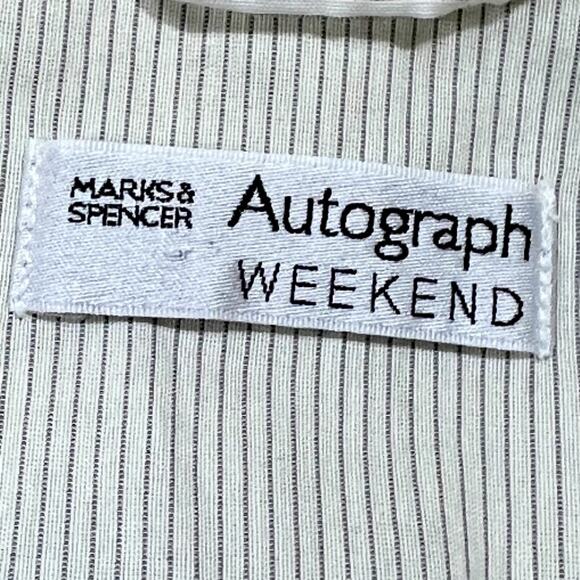 MARKS &
SPENCER
Autograph
WEEKEND